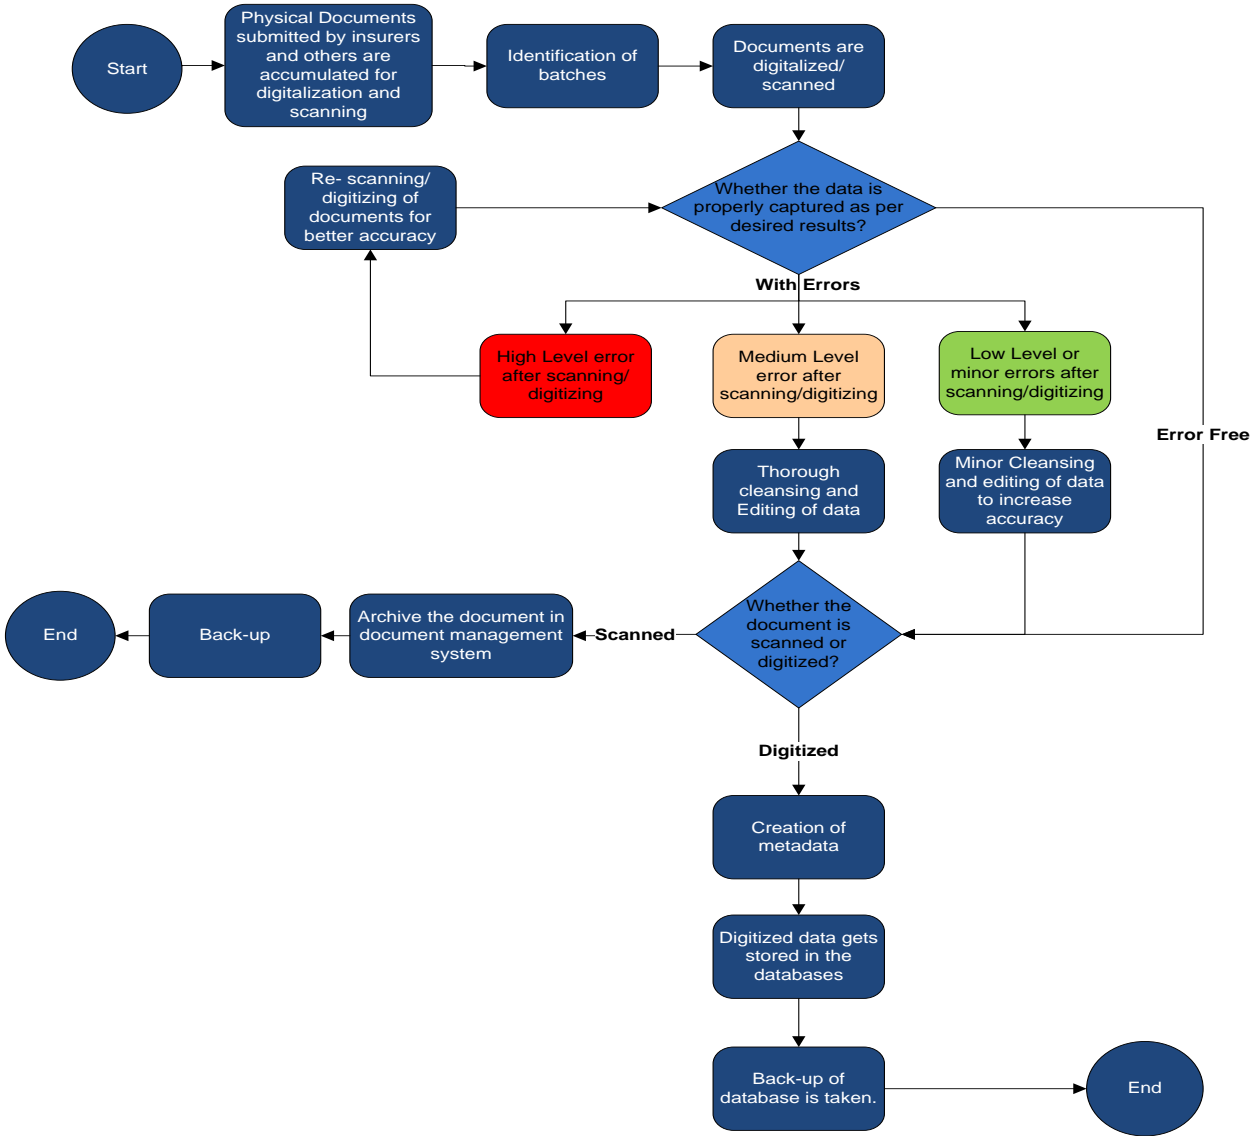 Start
Physical Documents
submitted by insurers
and others are
accumulated for
digitalization and
scanning
Identification of
batches
Documents are
digitalized/
scanned
Re- scanning/
digitizing of
documents for
better accuracy
Whether the data is
properly captured as per
desired results?
With Errors
High Level error
after scanning/
digitizing
Medium Level
error after
scanning/digitizing
Low Level or
minor errors after
scanning/digitizing
Error Free
Thorough
cleansing and
Editing of data
Minor Cleansing
and editing of data
to increase
accuracy
End
Back-up
Archive the document in
document management
system
Scanned
Whether the
document is
scanned or
digitized?
Digitized
Creation of
metadata
Digitized data gets
stored in the
databases
Back-up of
database is taken.
End